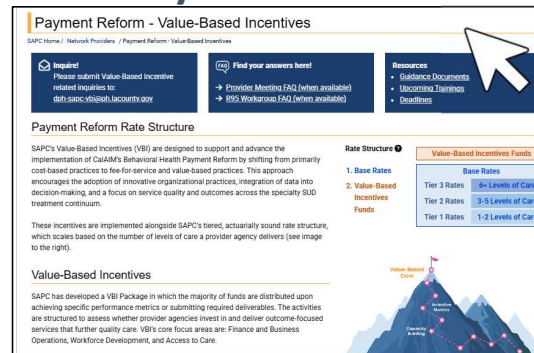 Payment Reform - Value-Based Incentives
SAPC Home / Network Providers / Payment Reform - Value-Based Incentives
Inquire!
Please submit Value-Based Incentive
related inquiries to:
dph-sapc-vbi@ph.lacounty.gov
FAQ Find your answers here!
→ Provider Meeting FAQ (when available)
→ R95 Workgroup FAQ (when available)
Resources
• Guidance Documents
• Upcoming Trainings
• Deadlines
Payment Reform Rate Structure
SAPC's Value-Based Incentives (VBI) are designed to support and advance the
implementation of CalAIM's Behavioral Health Payment Reform by shifting from primarily
cost-based practices to fee-for-service and value-based practices. This approach
encourages the adoption of innovative organizational practices, integration of data into
decision-making, and a focus on service quality and outcomes across the specialty SUD
treatment continuum.
These incentives are implemented alongside SAPC's tiered, actuarially sound rate structure,
which scales based on the number of levels of care a provider agency delivers (see image
to the right).
Rate Structure
1. Base Rates
2. Value-Based
Incentives
Funds
Value-Based Incentives Funds
Base Rates
Tier 3 Rates 6+ Levels of Care
Tier 2 Rates 3-5 Levels of Care
Tier 1 Rates 1-2 Levels of Care
Value-Based Incentives
SAPC has developed a VBI Package in which the majority of funds are distributed upon
achieving specific performance metrics or submitting required deliverables. The activities
are structured to assess whether provider agencies invest in and deliver outcome-focused
services that further quality care. VBI's core focus areas are: Finance and Business
Operations, Workforce Development, and Access to Care.
Value-Based
Care
Incentive
Metrics
Capacity
Building